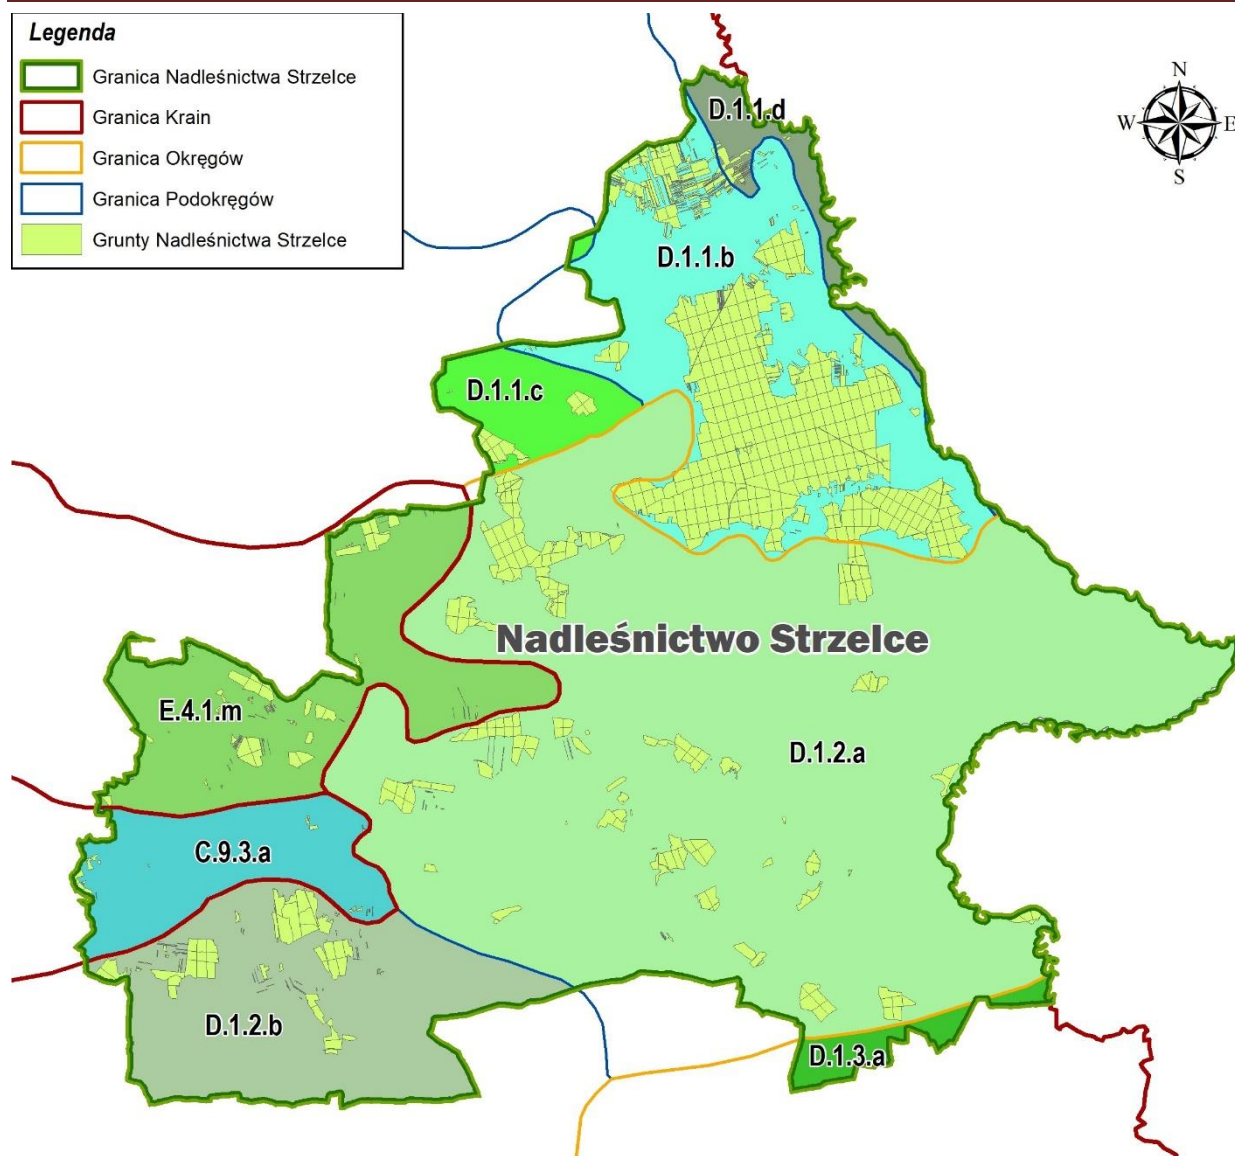 Legenda
Granica Nadleśnictwa Strzelce
Granica Krain
Granica Okręgów
Granica Podokręgów
Grunty Nadleśnictwa Strzelce
N
W E
S
D.1.1.d
D.1.1.b
D.1.1.c
Nadleśnictwo Strzelce
E.4.1.m
D.1.2.a
C.9.3.a
D.1.2.b
D.1.3.a